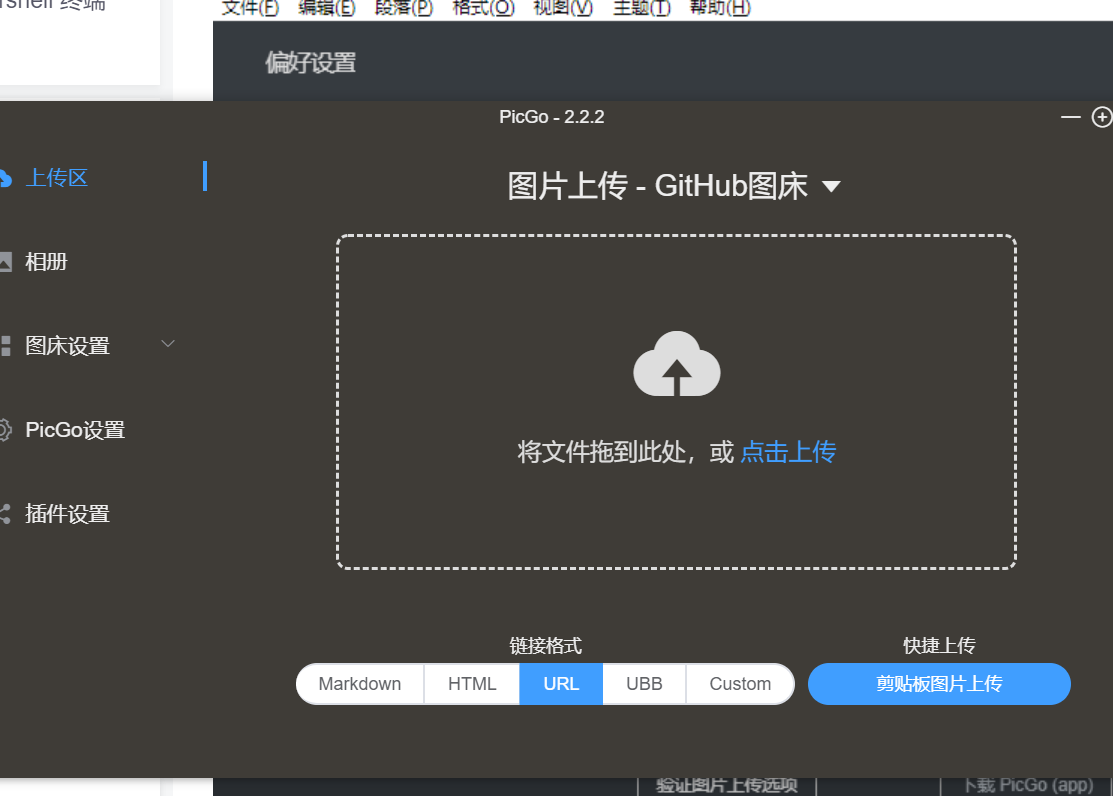 rshell 终端
文件(F) 编辑(E) 段落(P) 格式(O) 视图(V) 主题(T) 帮助(H)
偏好设置
PicGo - 2.2.2
上传区
图片上传 - GitHub图床
相册
图床设置
PicGo设置
将文件拖到此处，或 点击上传
插件设置
链接格式
快捷上传
Markdown HTML URL UBB Custom
剪贴板图片上传
验证图片上传选项
下载 PicGo (app)